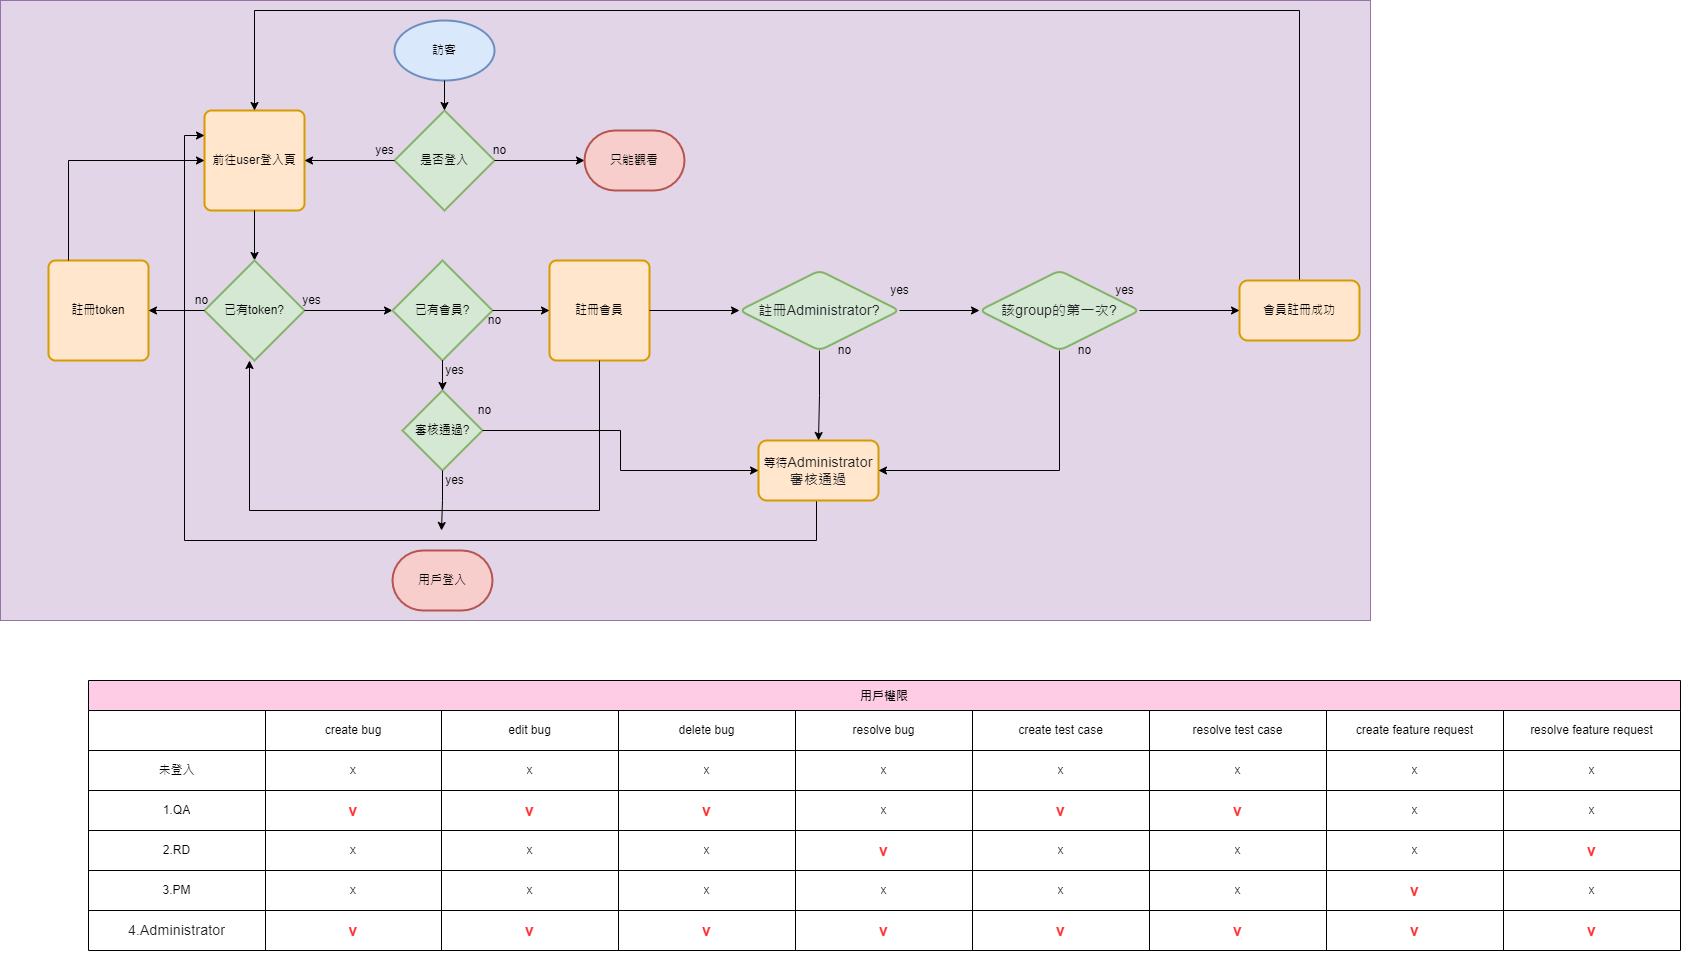 訪客
前往user登入頁
yes
是否登入
no
只能觀看
註冊token
no
已有token?
yes
已有會員?
no
註冊會員
註冊Administrator?
yes
該group的第一次?
yes
會員註冊成功
no
no
yes
審核通過?
no
yes
等待Administrator
審核通過
用戶登入
用戶權限
create bug edit bug delete bug resolve bug create test case resolve test case create feature request resolve feature request
未登入 x x x x x x x x
1.QA v v v x v v x x
2.RD x x x v x x x v
3.PM x x x x x x v x
4.Administrator v v v v v v v v